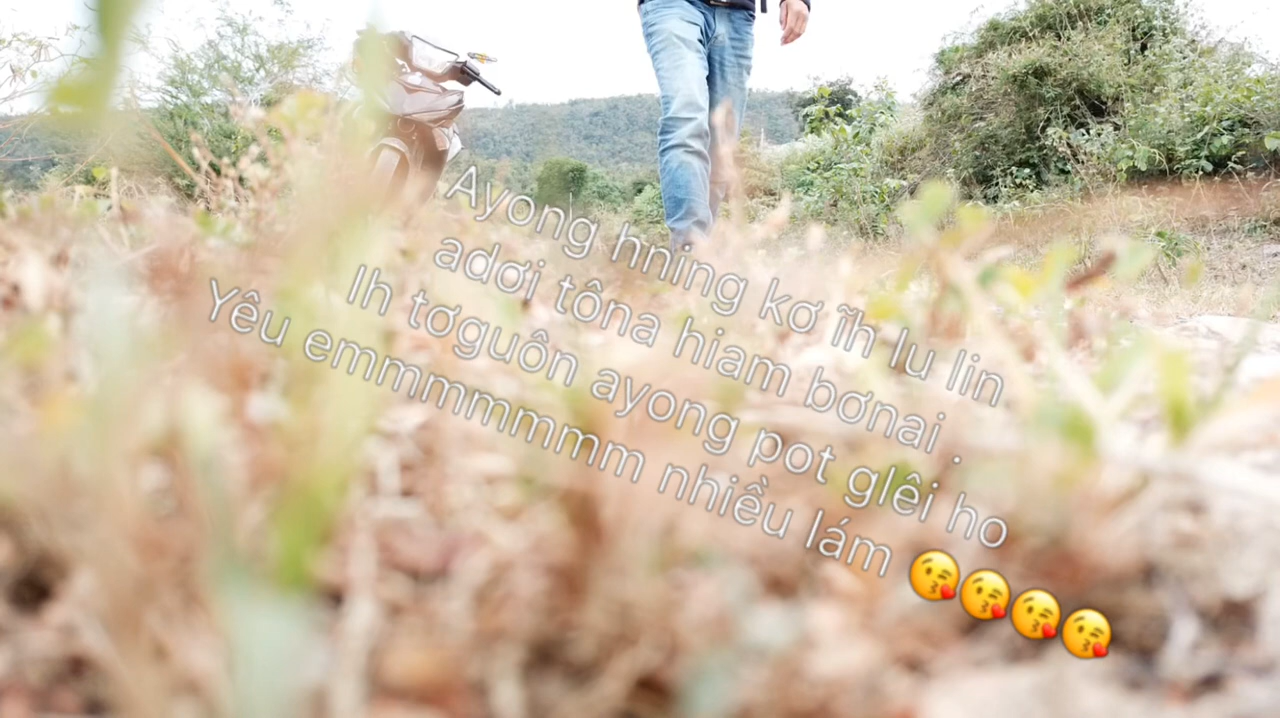 Ayong hning kơ ĩh lu lin
adơi tôna hiam bơnai .
Ih tơguôn ayong pot glêi ho
Yêu emmmmmmm nhiều lám 😘😘😘😘